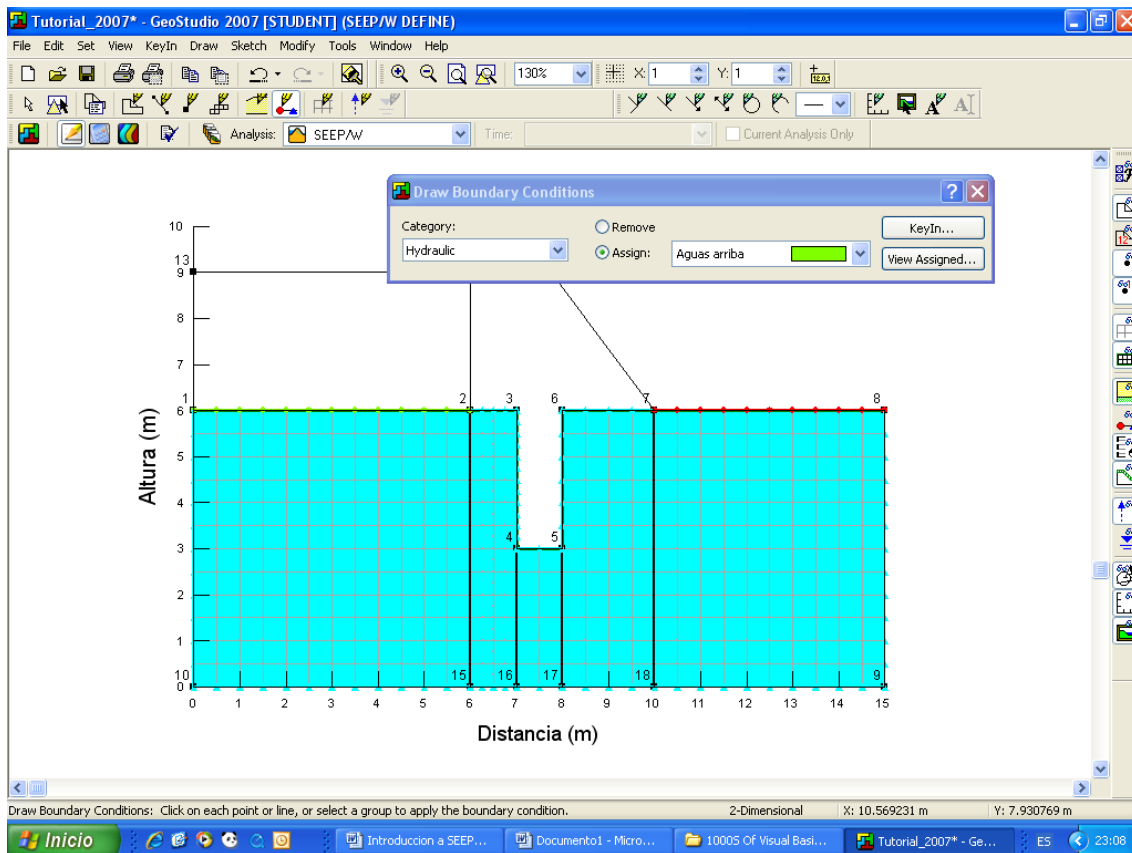 Tutorial_2007* - GeoStudio 2007 [STUDENT] (SEEP/W DEFINE)
File Edit Set View KeyIn Draw Sketch Modify Tools Window Help
130% X: 1 Y: 1
Analysis: SEEP/W Time: Current Analysis Only
Draw Boundary Conditions
Category:
Hydraulic
Remove
Assign: Aguas arriba
KeyIn...
View Assigned...
10
13
9
8
7
1 2 3 6 7 8
6
5
4
4 5
3
2
1
10 15 16 17 18 9
0
0 1 2 3 4 5 6 7 8 9 10 11 12 13 14 15
Altura (m)
Distancia (m)
Draw Boundary Conditions: Click on each point or line, or select a group to apply the boundary condition. 2-Dimensional X: 10.569231 m Y: 7.930769 m
Inicio Introduccion a SEEP... Documento1 - Micro... 1000S Of Visual Basi... Tutorial_2007* - Ge... ES 23:08